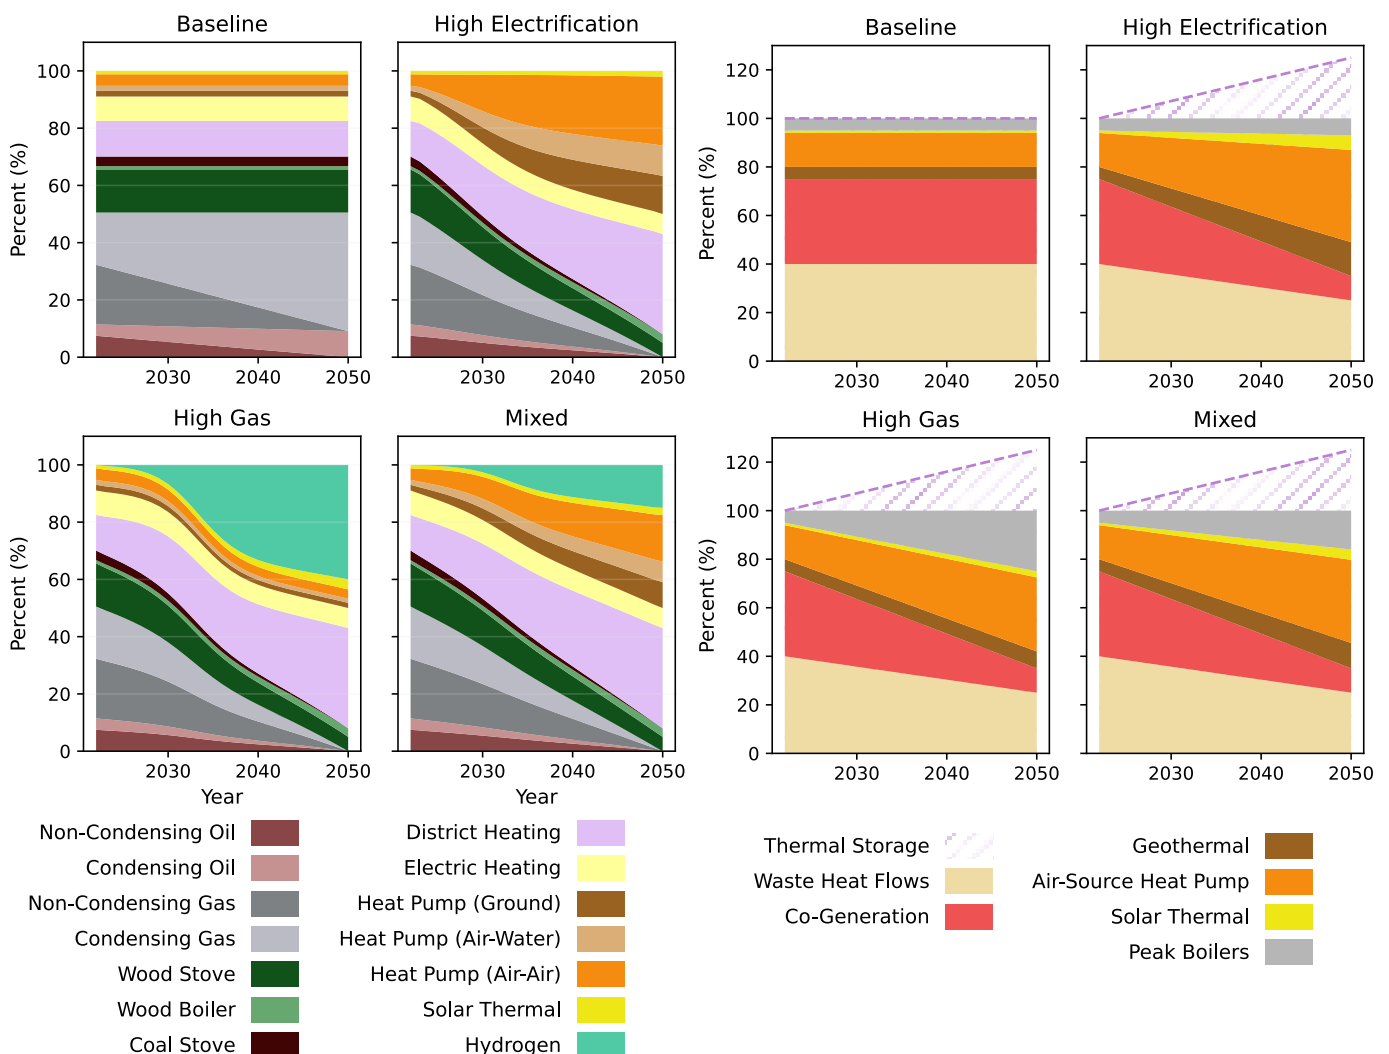 Baseline
High Electrification
Percent (%)
100
80
60
40
20
0
2030
2040
2050
2030
2040
2050
High Gas
Mixed
Percent (%)
100
80
60
40
20
0
2030
2040
2050
2030
2040
2050
Year
Year
Non-Condensing Oil
Condensing Oil
Non-Condensing Gas
Condensing Gas
Wood Stove
Wood Boiler
Coal Stove
District Heating
Electric Heating
Heat Pump (Ground)
Heat Pump (Air-Water)
Heat Pump (Air-Air)
Solar Thermal
Hydrogen
Baseline
High Electrification
Percent (%)
120
100
80
60
40
20
0
2030
2040
2050
2030
2040
2050
High Gas
Mixed
Percent (%)
120
100
80
60
40
20
0
2030
2040
2050
2030
2040
2050
Thermal Storage
Waste Heat Flows
Co-Generation
Geothermal
Air-Source Heat Pump
Solar Thermal
Peak Boilers